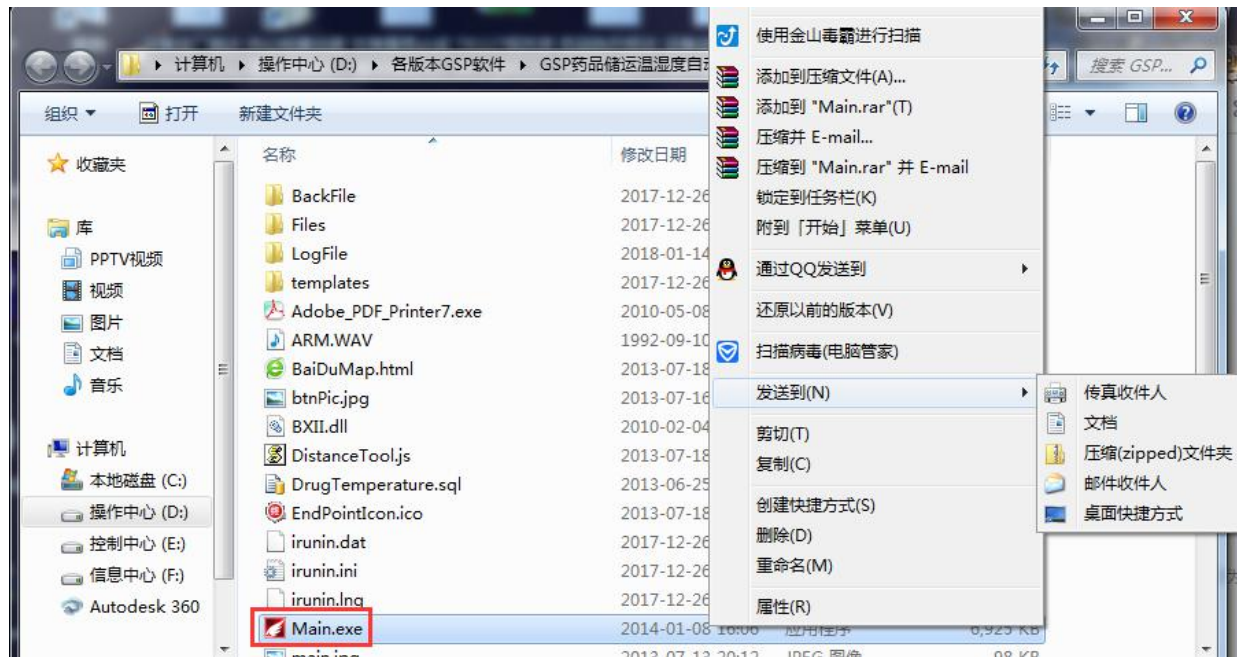 使用金山毒霸进行扫描
计算机 操作中心 (D:) 各版本GSP软件 GSP药品储运温湿度自
搜索 GSP...
添加到压缩文件(A)...
组织 打开 新建文件夹
添加到 "Main.rar"(T)
压缩并 E-mail...
压缩到 "Main.rar" 并 E-mail
锁定到任务栏(K)
附到「开始」菜单(U)
通过QQ发送到
还原以前的版本(V)
扫描病毒(电脑管家)
发送到(N)
剪切(T)
复制(C)
创建快捷方式(S)
删除(D)
重命名(M)
属性(R)
传真收件人
文档
压缩(zipped)文件夹
邮件收件人
桌面快捷方式
收藏夹
库
PPTV视频
视频
图片
文档
音乐
计算机
本地磁盘 (C:)
操作中心 (D:)
控制中心 (E:)
信息中心 (F:)
Autodesk 360
名称 修改日期
BackFile 2017-12-26
Files 2017-12-26
LogFile 2018-01-14
templates 2017-12-26
Adobe_PDF_Printer7.exe 2010-05-08
ARM.WAV 1992-09-10
BaiDuMap.html 2013-07-18
btnPic.jpg 2013-07-16
BXII.dll 2010-02-04
DistanceTool.js 2013-07-18
DrugTemperature.sql 2013-06-25
EndPointIcon.ico 2013-07-18
irunin.dat 2017-12-26
irunin.ini 2017-12-26
irunin.lng 2017-12-26
Main.exe 2014-01-08 16:06 应用程序 6,925 KB
2013-07-13 20:12 JPEG 图像 98 KB